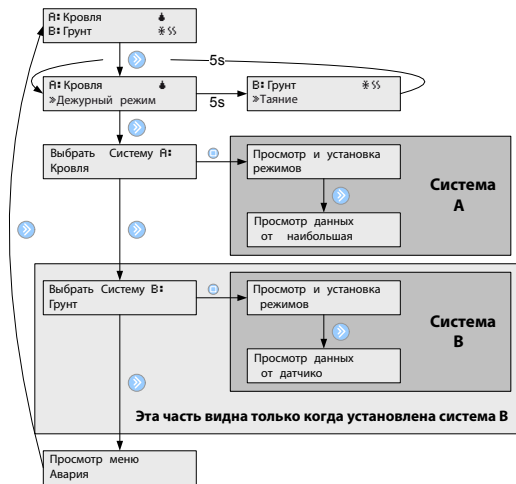 A: Кровля
B: Грунт
5s
A: Кровля
»Дежурный режим
5s
B: Грунт
»Таяние
Выбрать Систему A:
Кровля
Просмотр и установка
режимов
Система
A
Просмотр данных
от наибольшая
Выбрать Систему B:
Грунт
Просмотр и установка
режимов
Система
B
Просмотр данных
от датчико
Эта часть видна только когда установлена система B
Просмотр меню
Авария